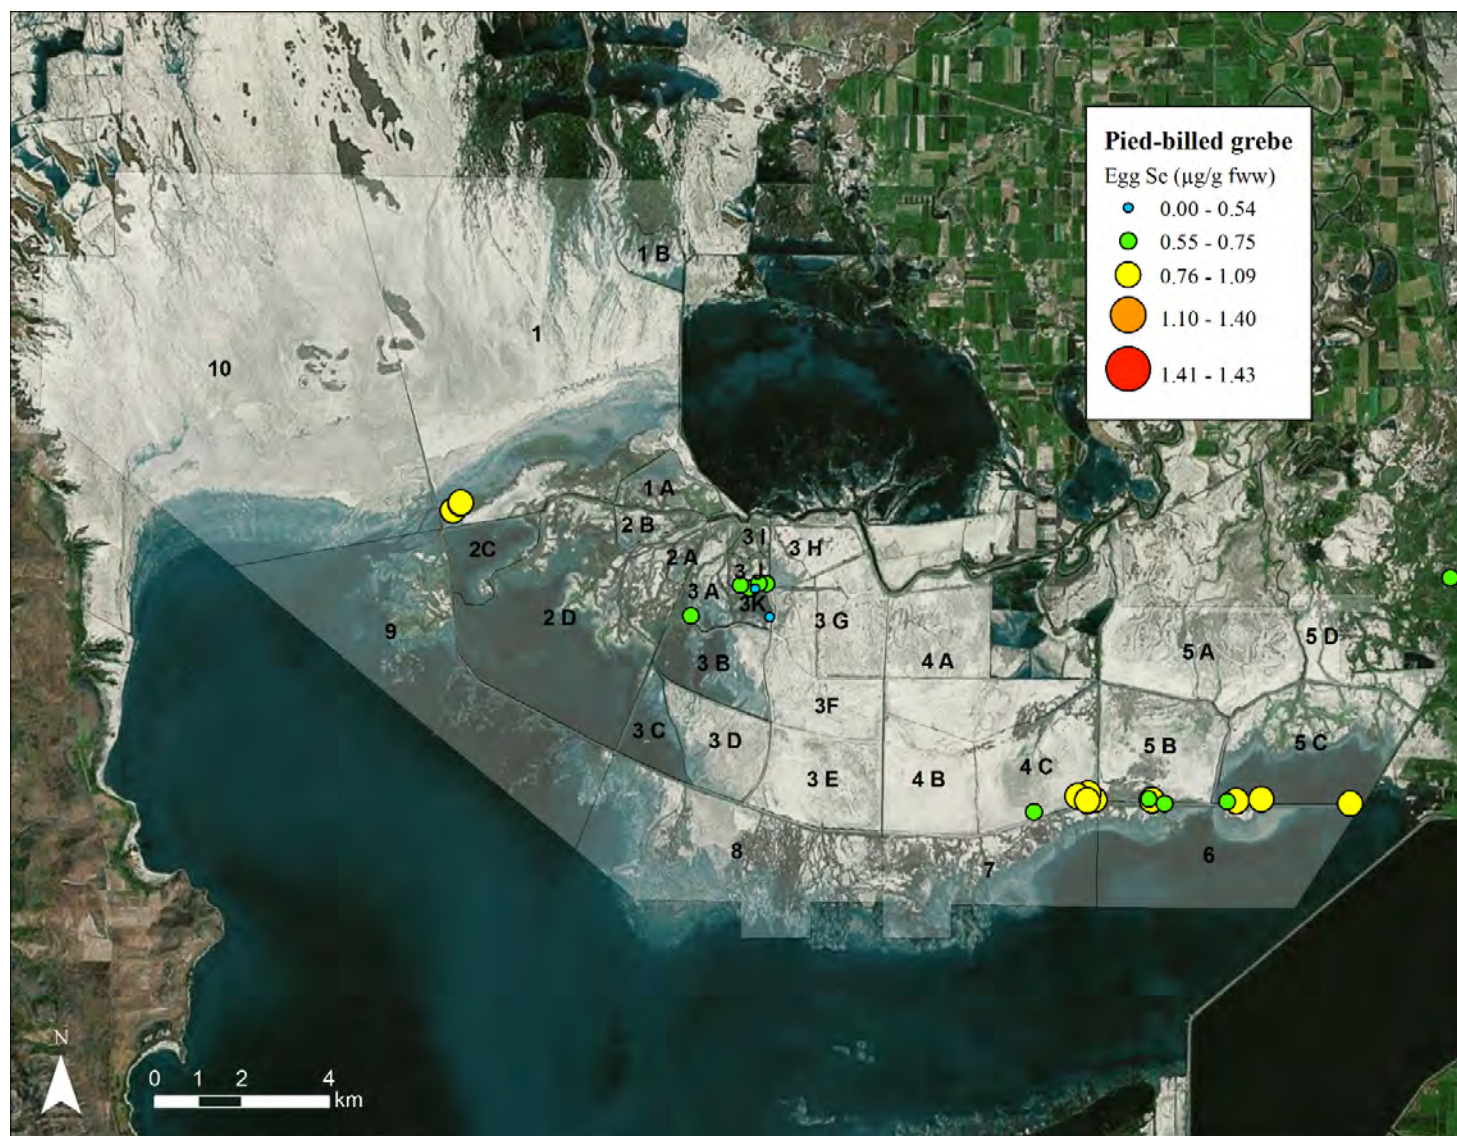 Pied-billed grebe
Egg Se (µg/g fww)
0.00 - 0.54
0.55 - 0.75
0.76 - 1.09
1.10 - 1.40
1.41 - 1.43
1 B
1
10
1 A
2 B
3 I
3 H
2C
2 A
3 J
3 A
3K
3 G
2 D
9
5 D
5 A
3 B
4 A
3F
3 C
3 D
5 B
5 C
3 E
4 B
4 C
8
7
6
N
0 1 2 4
km